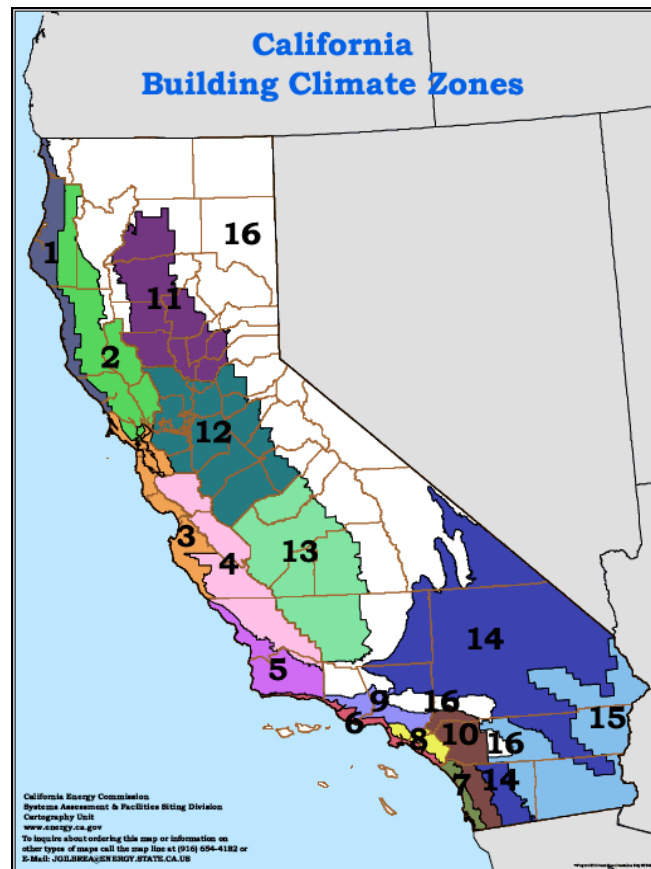 California
Building Climate Zones
16
1
11
2
12
3
13
4
14
5
9
16
15
6
8
10
16
7
14
California Energy Commission
Systems Assessment & Facilities Siting Division
Cartography Unit
www.energy.ca.gov
To inquire about ordering this map or information on
other types of maps call the map line at (916) 654-4182 or
E-Mail: JGILBREA@ENERGY.STATE.CA.US